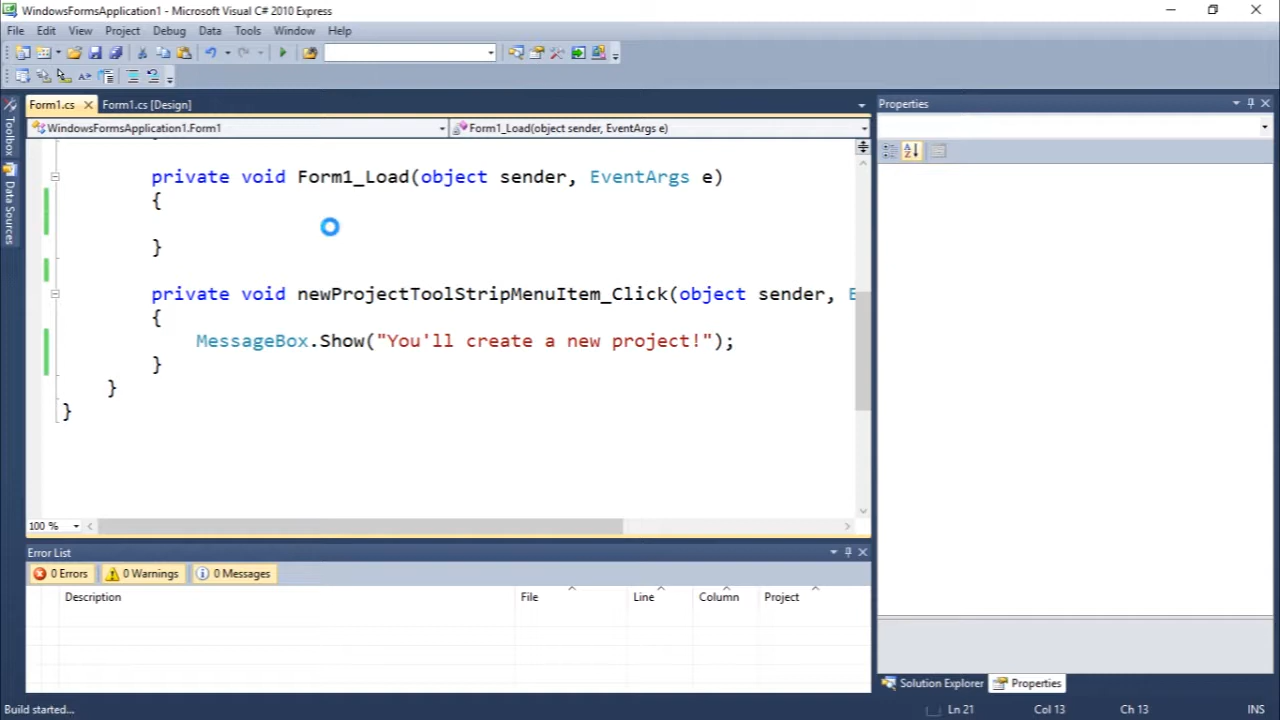 WindowsFormsApplication1 - Microsoft Visual C# 2010 Express
File Edit View Project Debug Data Tools Window Help
Form1.cs Form1.cs [Design]
Properties
WindowsFormsApplication1.Form1 Form1_Load(object sender, EventArgs e)
Toolbox
Data Sources
private void Form1_Load(object sender, EventArgs e)
{
}
private void newProjectToolStripMenuItem_Click(object sender, E
{
MessageBox.Show("You'll create a new project!");
}
}
}
100 %
Error List
0 Errors 0 Warnings 0 Messages
Description File Line Column Project
Solution Explorer Properties
Build started... Ln 21 Col 13 Ch 13 INS